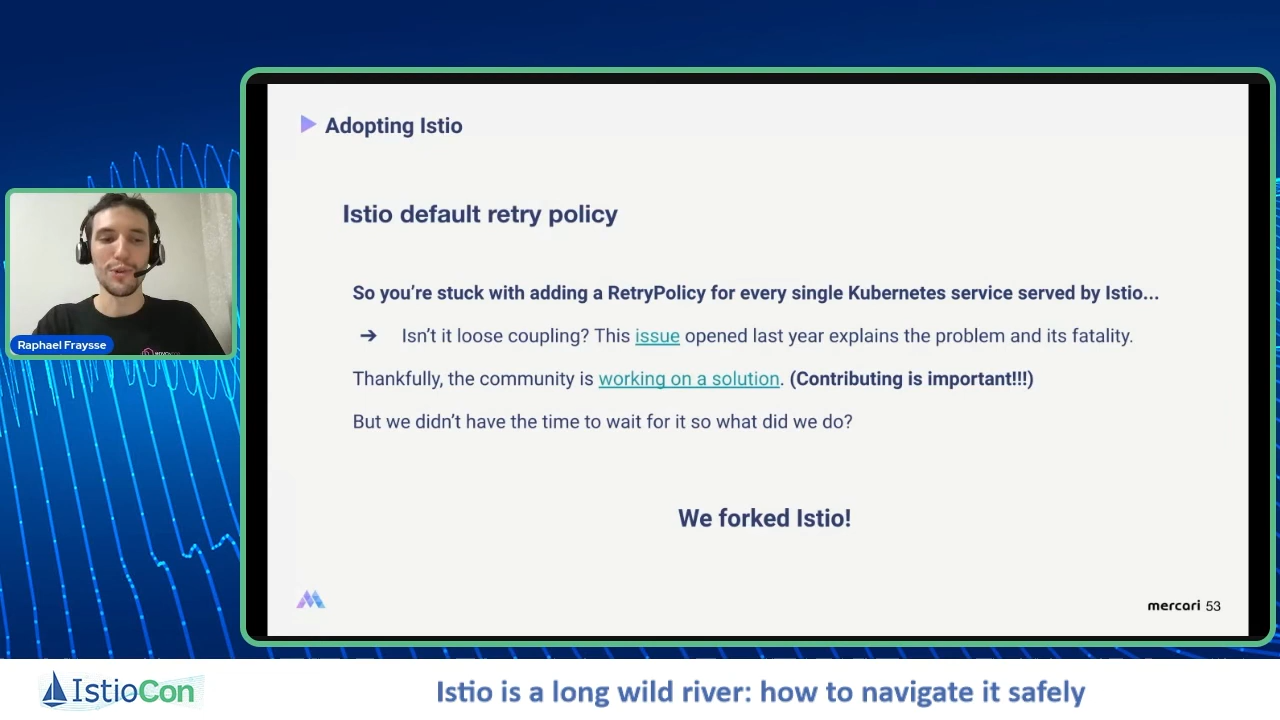 Adopting Istio
Istio default retry policy
So you’re stuck with adding a RetryPolicy for every single Kubernetes service served by Istio...
➔ Isn’t it loose coupling? This issue opened last year explains the problem and its fatality.
Thankfully, the community is working on a solution. (Contributing is important!!!)
But we didn’t have the time to wait for it so what did we do?
We forked Istio!
mercari 53
Raphael Fraysse
IstioCon
Istio is a long wild river: how to navigate it safely